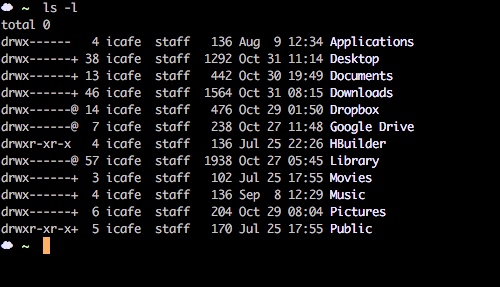 ☁ ~ ls -l
total 0
drwx------   4 icafe  staff   136 Aug  9 12:34 Applications
drwx------+ 38 icafe  staff  1292 Oct 31 11:14 Desktop
drwx------+ 13 icafe  staff   442 Oct 30 19:49 Documents
drwx------+ 46 icafe  staff  1564 Oct 31 08:15 Downloads
drwx------@ 14 icafe  staff   476 Oct 29 01:50 Dropbox
drwx------@  7 icafe  staff   238 Oct 27 11:48 Google Drive
drwxr-xr-x   4 icafe  staff   136 Jul 25 22:26 HBuilder
drwx------@ 57 icafe  staff  1938 Oct 27 05:45 Library
drwx------+  3 icafe  staff   102 Jul 25 17:55 Movies
drwx------+  4 icafe  staff   136 Sep  8 12:29 Music
drwx------+  6 icafe  staff   204 Oct 29 08:04 Pictures
drwxr-xr-x+  5 icafe  staff   170 Jul 25 17:55 Public
☁ ~